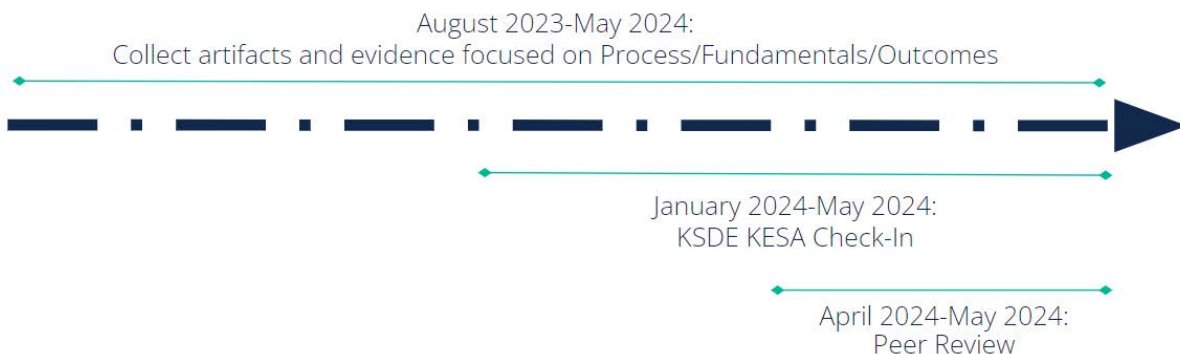 August 2023-May 2024:
Collect artifacts and evidence focused on Process/Fundamentals/Outcomes
January 2024-May 2024:
KSDE KESA Check-In
April 2024-May 2024:
Peer Review